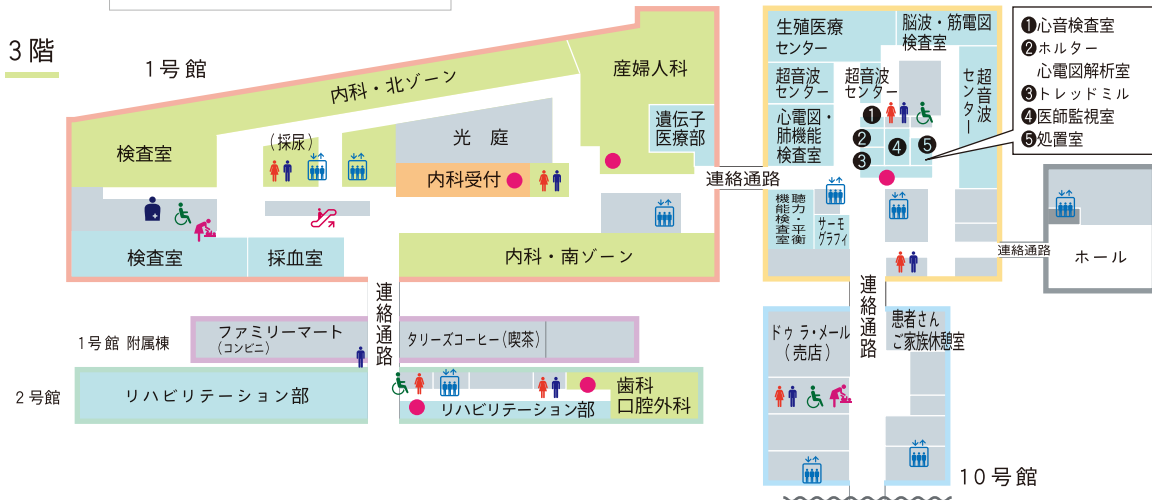 3階
1号館
内科・北ゾーン
産婦人科
検査室
(採尿)
光庭
遺伝子
医療部
内科受付
検査室
採血室
内科・南ゾーン
連絡通路
連絡通路
生殖医療
センター
脳波・筋電図
検査室
超音波
センター
超音波
センター
超音波
センター
心電図・
肺機能
検査室
❶
❷
❸
❹
❺
聴力・平衡
機能検査室
サーモ
グラフィ
❶心音検査室
❷ホルター
心電図解析室
❸トレッドミル
❹医師監視室
❺処置室
連絡通路
ホール
1号館 附属棟
ファミリーマート
(コンビニ)
タリーズコーヒー(喫茶)
2号館
リハビリテーション部
リハビリテーション部
歯科
口腔外科
連絡通路
ドゥラ・メール
(売店)
患者さん
ご家族休憩室
10号館